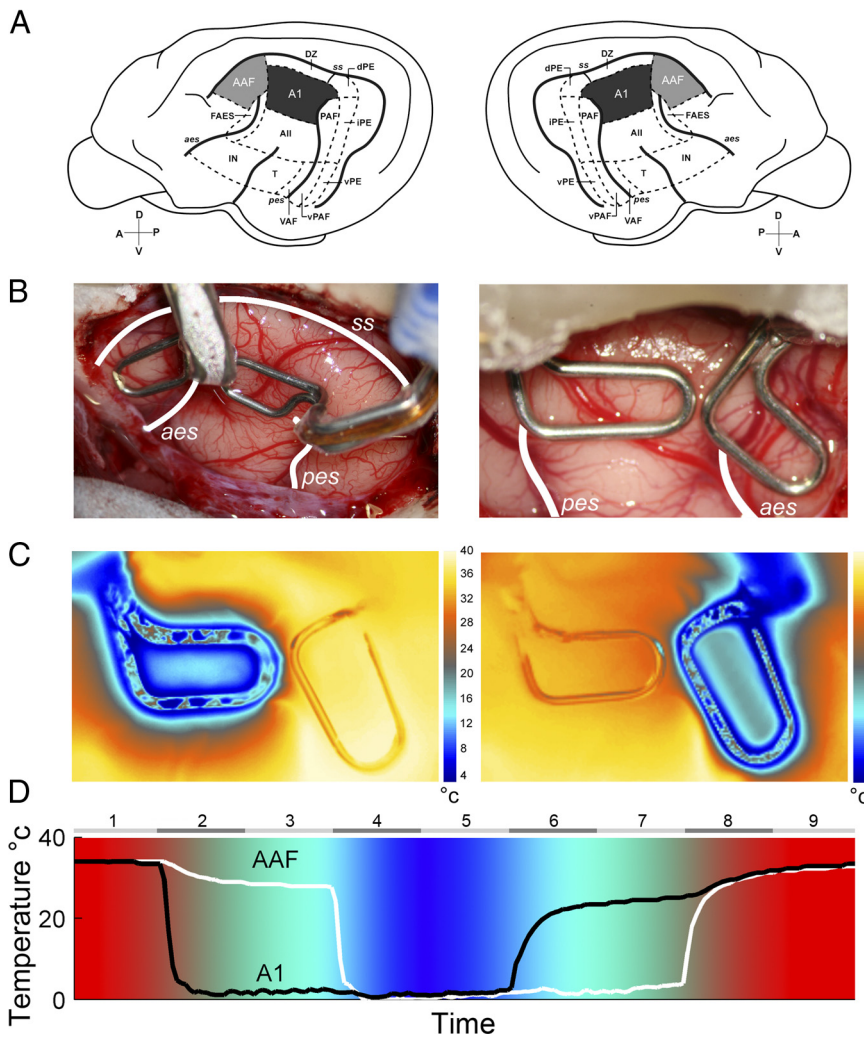 A
DZ
ss
dPE
AAF
A1
FAES
PAF
iPE
aes
AII
IN
T
vPE
pes
vPAF
VAF
D
A
P
V
DZ
ss
dPE
AAF
A1
FAES
PAF
iPE
aes
AII
IN
T
vPE
pes
vPAF
VAF
D
P
A
V
B
ss
aes
pes
pes
aes
C
40
36
32
28
24
20
16
12
8
4
°c
°c
D
1 2 3 4 5 6 7 8 9
40
20
0
Temperature °c
AAF
A1
Time